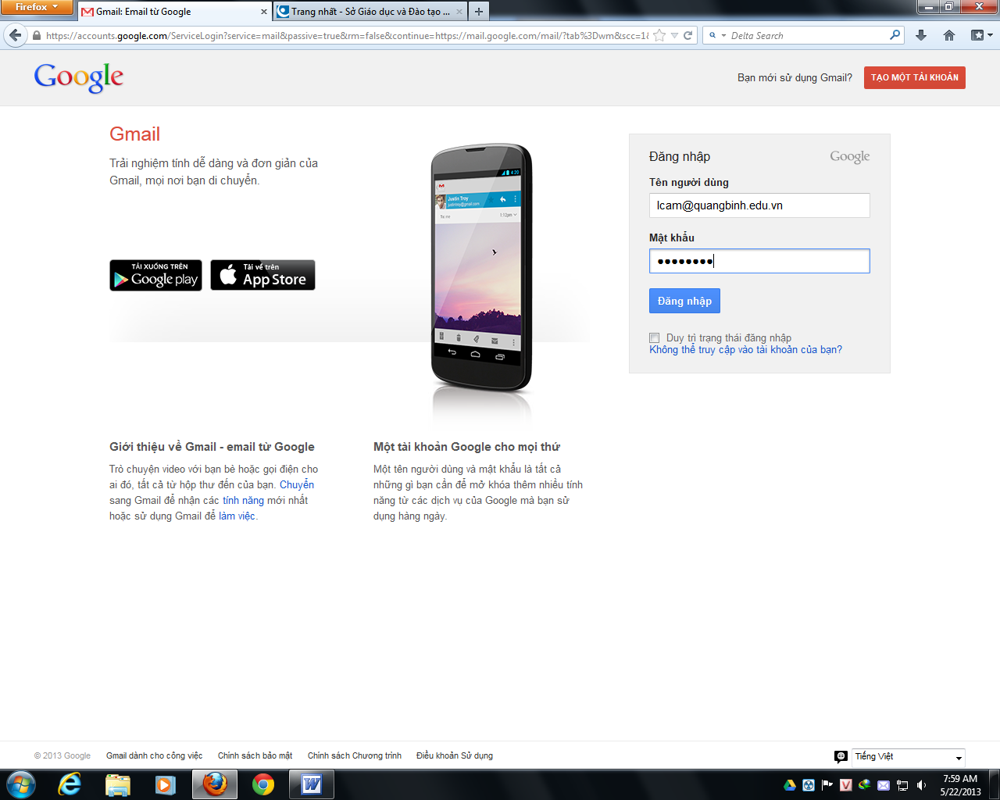 Firefox
Gmail: Email từ Google
Trang nhất - Sở Giáo dục và Đào tạo ...
https://accounts.google.com/ServiceLogin?service=mail&passive=true&rm=false&continue=https://mail.google.com/mail/?tab%3Dwm&scc=1&
Delta Search
Google
Bạn mới sử dụng Gmail?
TẠO MỘT TÀI KHOẢN
Gmail
Trải nghiệm tính dễ dàng và đơn giản của
Gmail, mọi nơi bạn di chuyển.
TẢI XUỐNG TRÊN
Google play
Tải về trên
App Store
4:20
Justin Troy
justintroy@gmail.com
To: me
1:12pm
Đăng nhập
Google
Tên người dùng
lcam@quangbinh.edu.vn
Mật khẩu
Đăng nhập
Duy trì trạng thái đăng nhập
Không thể truy cập vào tài khoản của bạn?
Giới thiệu về Gmail - email từ Google
Trò chuyện video với bạn bè hoặc gọi điện cho
ai đó, tất cả từ hộp thư đến của bạn. Chuyển
sang Gmail để nhận các tính năng mới nhất
hoặc sử dụng Gmail để làm việc.
Một tài khoản Google cho mọi thứ
Một tên người dùng và mật khẩu là tất cả
những gì bạn cần để mở khóa thêm nhiều tính
năng từ các dịch vụ của Google mà bạn sử
dụng hàng ngày.
© 2013 Google
Gmail dành cho công việc
Chính sách bảo mật
Chính sách Chương trình
Điều khoản Sử dụng
Tiếng Việt
7:59 AM
5/22/2013